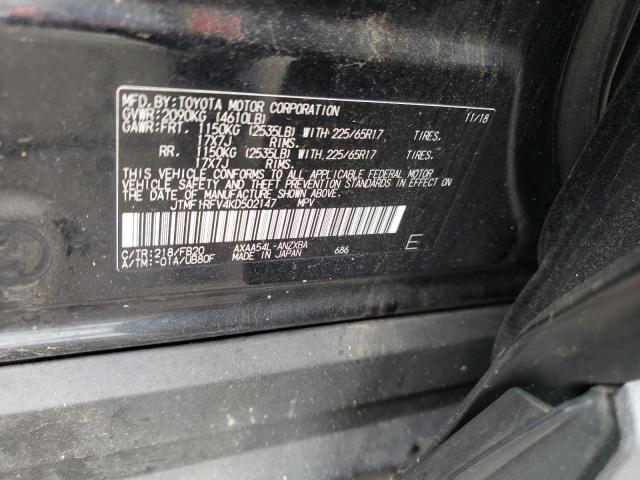 MFD. BY: TOYOTA MOTOR CORPORATION 11/18
GVWR: 2090KG (4610LB)
GAWR: FRT. 1150KG (2535LB) WITH 225/65R17 TIRES.
17X7J RIMS.
RR. 1150KG (2535LB) WITH 225/65R17 TIRES.
17X7J RIMS.
THIS VEHICLE CONFORMS TO ALL APPLICABLE FEDERAL MOTOR
VEHICLE SAFETY AND THEFT PREVENTION STANDARDS IN EFFECT ON
THE DATE OF MANUFACTURE SHOWN ABOVE.
JTMF1RFV4KD502147 MPV
C/TR: 218/FB20 AXAA54L-ANZXBA 686 E
A/TM: -01A/UB80F MADE IN JAPAN